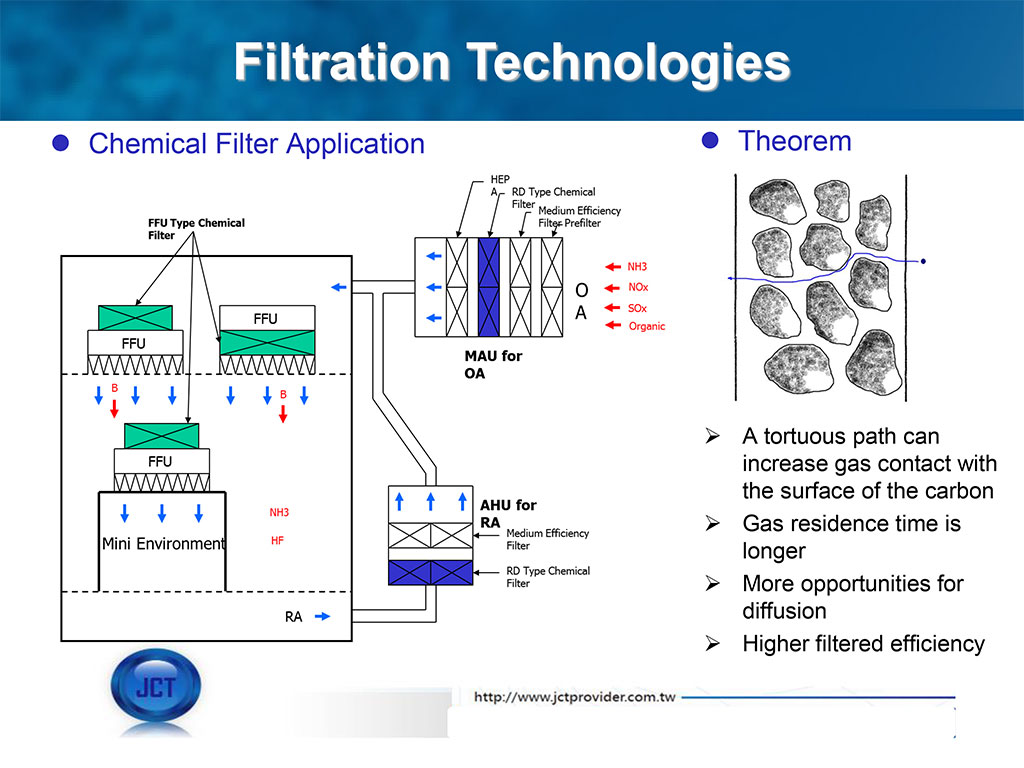 Filtration Technologies
Chemical Filter Application
FFU Type Chemical
Filter
FFU
FFU
B
B
FFU
Mini Environment
NH3
HF
RA
HEP
A
RD Type Chemical
Filter
Medium Efficiency
Filter Prefilter
O
A
NH3
NOx
SOx
Organic
MAU for
OA
AHU for
RA
Medium Efficiency
Filter
RD Type Chemical
Filter
Theorem
A tortuous path can
increase gas contact with
the surface of the carbon
Gas residence time is
longer
More opportunities for
diffusion
Higher filtered efficiency
JCT
http://www.jctprovider.com.tw